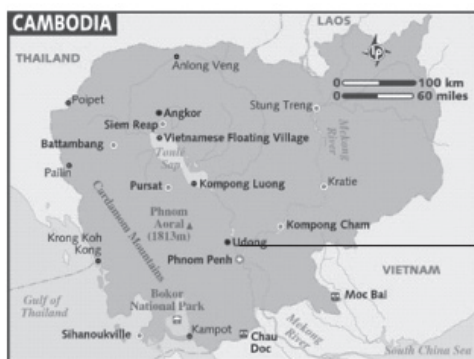 CAMBODIA
LAOS
THAILAND
Anlong Veng
0 100 km
0 60 miles
Poipet
Angkor
Stung Treng
Siem Reap
Vietnamese Floating Village
Battambang
Tonle
Sap
Mekong
River
Pailin
Pursat
Kompong Luong
Kratie
Cardamom Mountains
Phnom
Aoral
(1813m)
Kompong Cham
Krong Koh
Kong
Udong
Phnom Penh
VIETNAM
Gulf of
Thailand
Bokor
National Park
Moc Bai
Sihanoukville
Kampot
Chau
Doc
Mekong
River
South China Sea